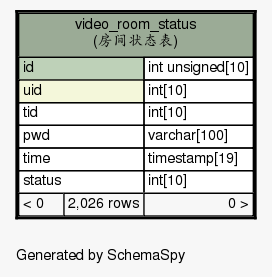 video_room_status
(房间状态表)
id int unsigned[10]
uid int[10]
tid int[10]
pwd varchar[100]
time timestamp[19]
status int[10]
< 0 2,026 rows 0 >
Generated by SchemaSpy